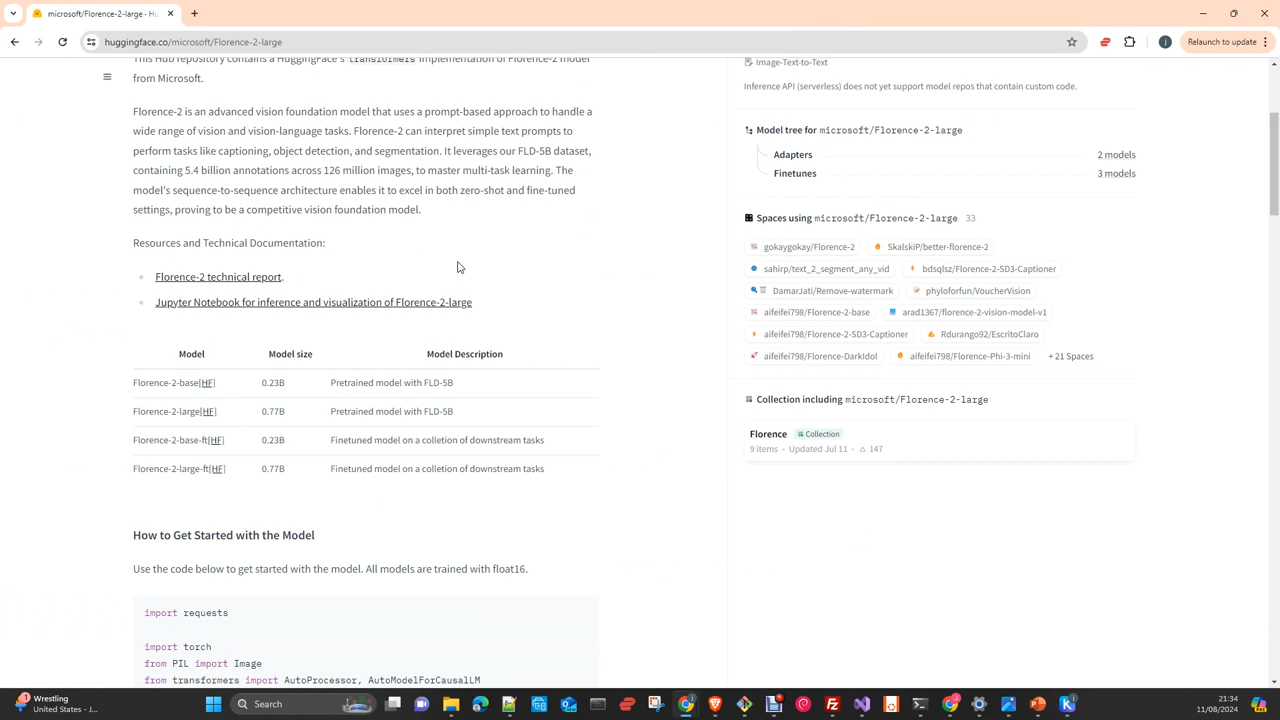 microsoft/Florence-2-large · Hu
huggingface.co/microsoft/Florence-2-large
Relaunch to update
This Hub repository contains a HuggingFace's transformers implementation of Florence-2 model
from Microsoft.
Florence-2 is an advanced vision foundation model that uses a prompt-based approach to handle a
wide range of vision and vision-language tasks. Florence-2 can interpret simple text prompts to
perform tasks like captioning, object detection, and segmentation. It leverages our FLD-5B dataset,
containing 5.4 billion annotations across 126 million images, to master multi-task learning. The
model's sequence-to-sequence architecture enables it to excel in both zero-shot and fine-tuned
settings, proving to be a competitive vision foundation model.
Resources and Technical Documentation:
Florence-2 technical report.
Jupyter Notebook for inference and visualization of Florence-2-large
Model Model size Model Description
Florence-2-base[HF] 0.23B Pretrained model with FLD-5B
Florence-2-large[HF] 0.77B Pretrained model with FLD-5B
Florence-2-base-ft[HF] 0.23B Finetuned model on a colletion of downstream tasks
Florence-2-large-ft[HF] 0.77B Finetuned model on a colletion of downstream tasks
How to Get Started with the Model
Use the code below to get started with the model. All models are trained with float16.
import requests
import torch
from PIL import Image
from transformers import AutoProcessor, AutoModelForCausalLM
Image-Text-to-Text
Inference API (serverless) does not yet support model repos that contain custom code.
Model tree for microsoft/Florence-2-large
Adapters 2 models
Finetunes 3 models
Spaces using microsoft/Florence-2-large 33
gokaygokay/Florence-2 SkalskiP/better-florence-2
sahirp/text_2_segment_any_vid bdsqlsz/Florence-2-SD3-Captioner
DamarJati/Remove-watermark phyloforfun/VoucherVision
aifeifei798/Florence-2-base arad1367/florence-2-vision-model-v1
aifeifei798/Florence-2-SD3-Captioner Rdurango92/EscritoClaro
aifeifei798/Florence-DarkIdol aifeifei798/Florence-Phi-3-mini + 21 Spaces
Collection including microsoft/Florence-2-large
Florence Collection
9 items • Updated Jul 11 • 147
Wrestling
United States - J...
Search
21:34
11/08/2024